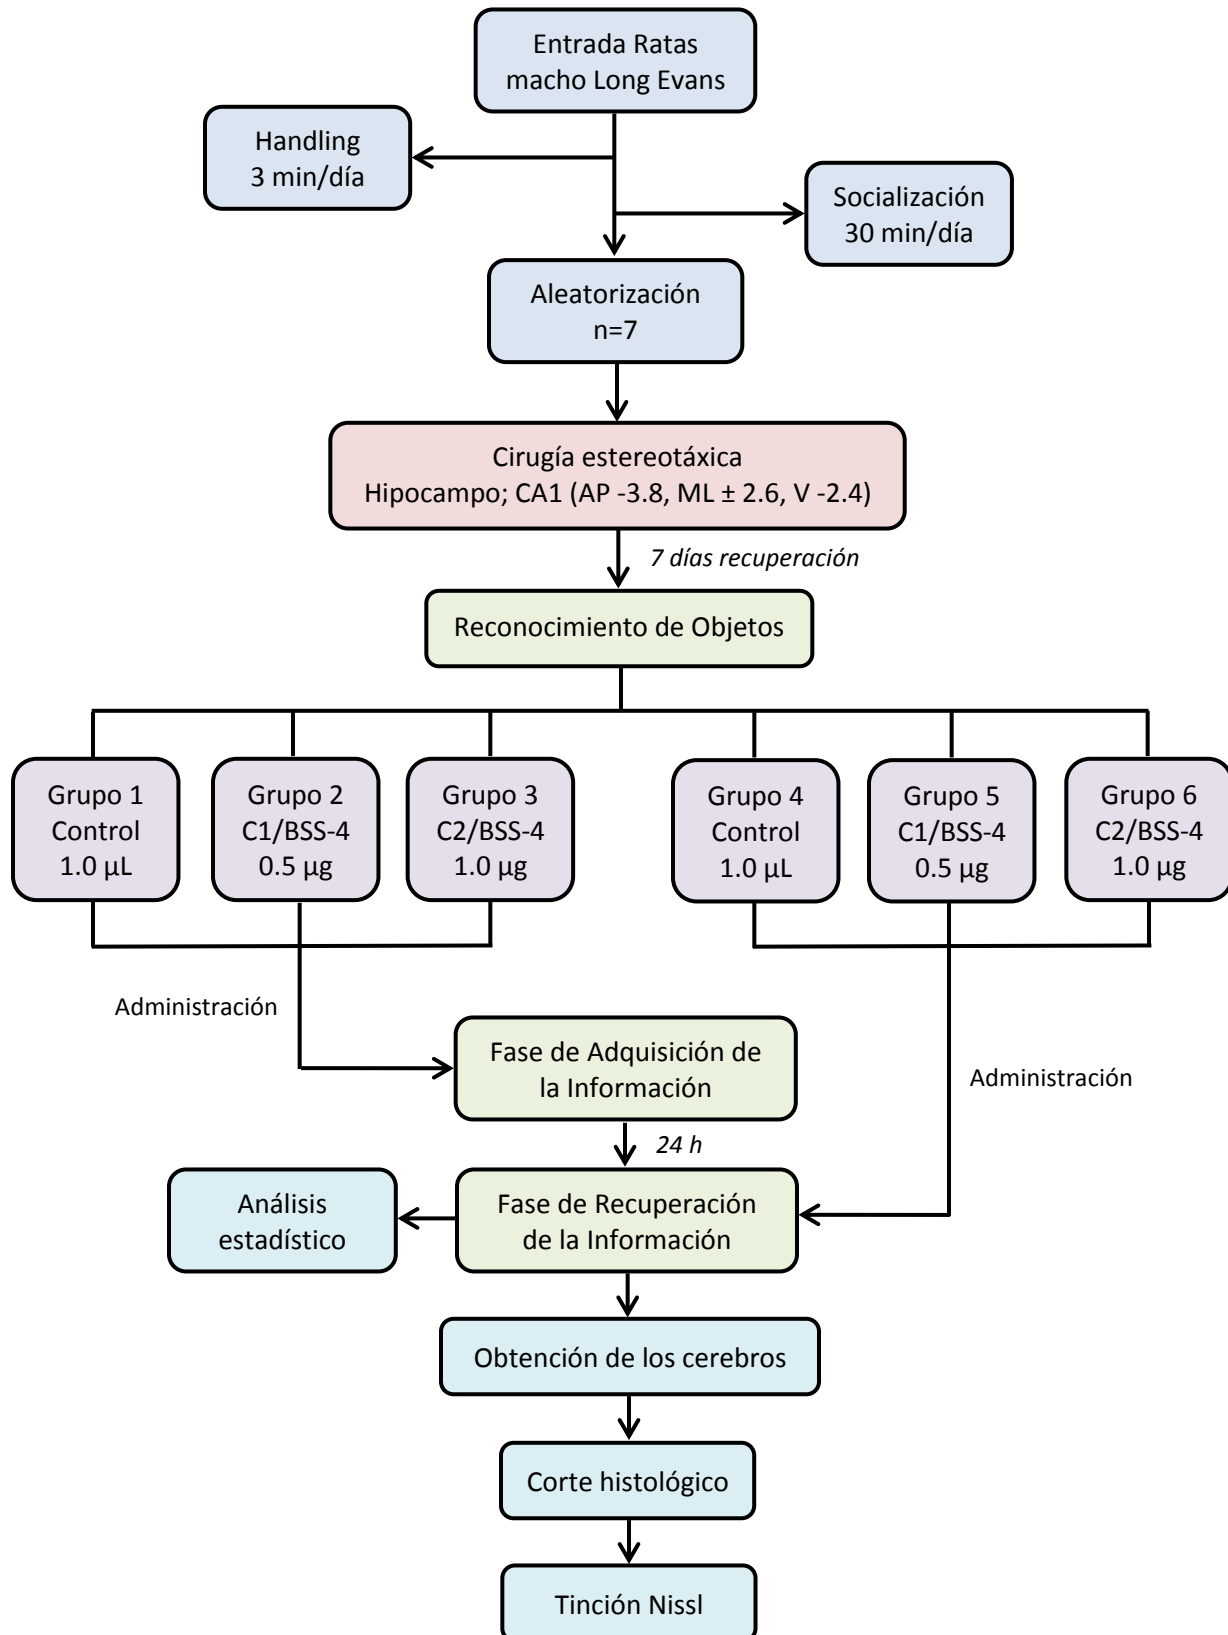 Entrada Ratas
macho Long Evans
Handling
3 min/día
Socialización
30 min/día
Aleatorización
n=7
Cirugía estereotáxica
Hipocampo; CA1 (AP -3.8, ML ± 2.6, V -2.4)
7 días recuperación
Reconocimiento de Objetos
Grupo 1
Control
1.0 µL
Grupo 2
C1/BSS-4
0.5 µg
Grupo 3
C2/BSS-4
1.0 µg
Grupo 4
Control
1.0 µL
Grupo 5
C1/BSS-4
0.5 µg
Grupo 6
C2/BSS-4
1.0 µg
Administración
Fase de Adquisición de
la Información
Administración
24 h
Fase de Recuperación
de la Información
Análisis
estadístico
Obtención de los cerebros
Corte histológico
Tinción Nissl